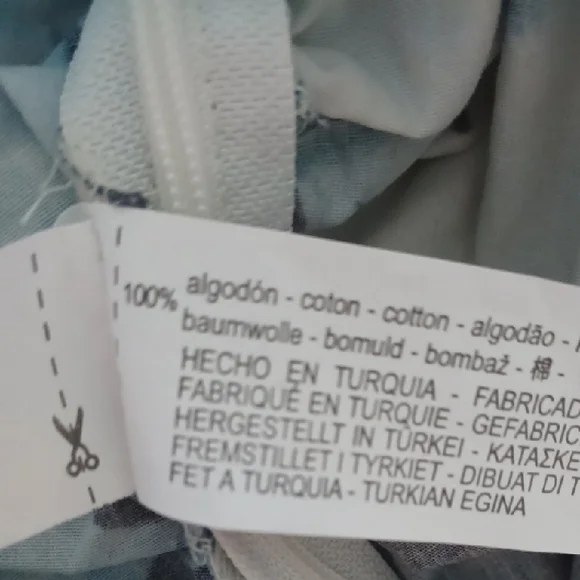 100% algodón - coton - cotton - algodão -
baumwolle - bomuld - bombaž - 棉 -
HECHO EN TURQUIA - FABRICAD
FABRIQUÉ EN TURQUIE - GEFABRIC
HERGESTELLT IN TÜRKEI - ΚΑΤΑΣΚΕ
FREMSTILLET I TYRKIET - DIBUAT DI T
FET A TURQUIA - TURKIAN EGINA